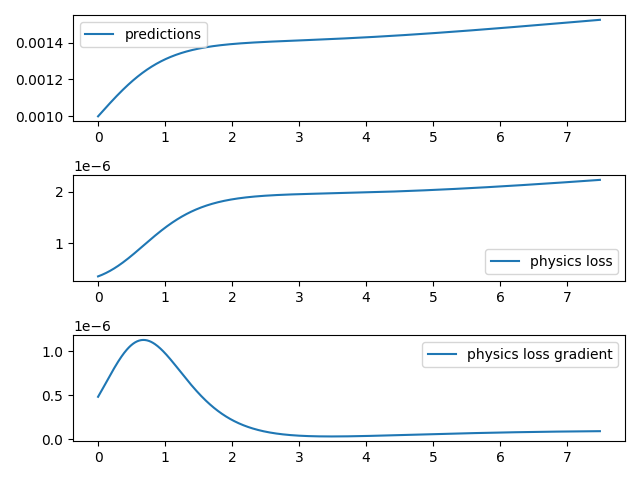 predictions
0.0014
0.0012
0.0010
0 1 2 3 4 5 6 7
1e−6
2
1
physics loss
0 1 2 3 4 5 6 7
1e−6
1.0
physics loss gradient
0.5
0.0
0 1 2 3 4 5 6 7